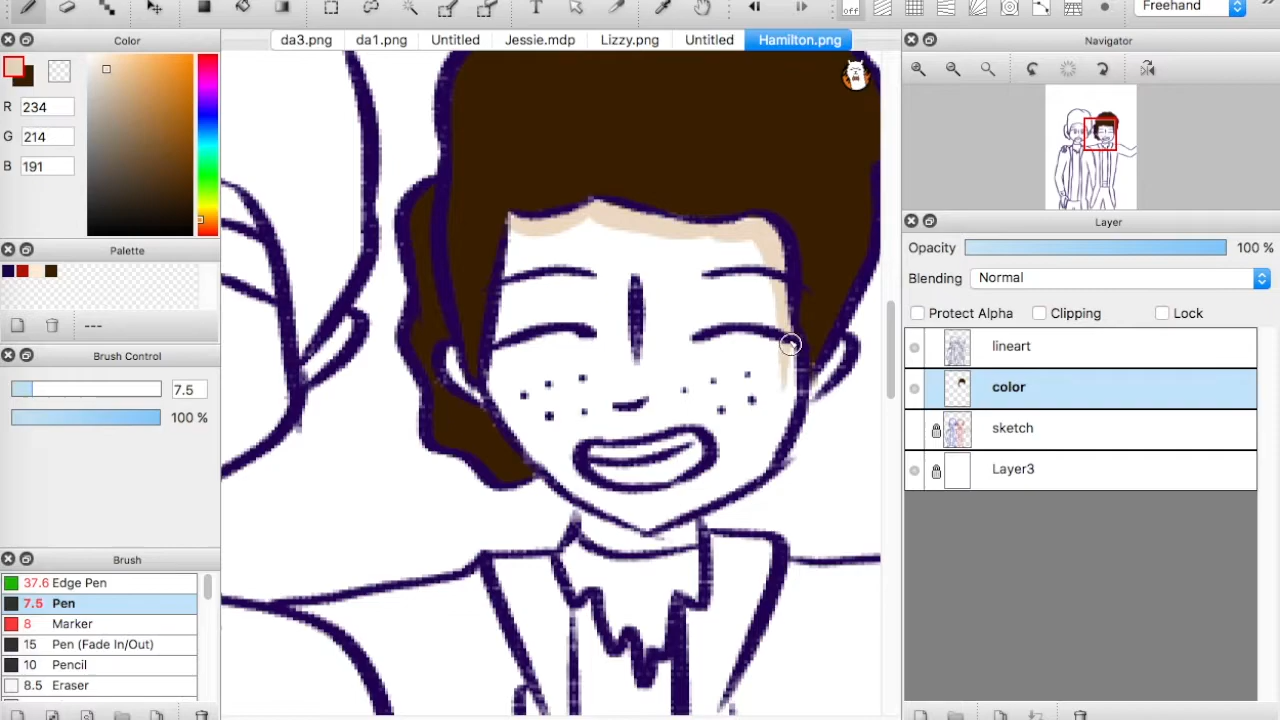 off Freehand
Color da3.png da1.png Untitled Jessie.mdp Lizzy.png Untitled Hamilton.png Navigator
R 234
G 214
B 191
Layer
Opacity 100 %
Palette
Blending Normal
Protect Alpha Clipping Lock
---
lineart
Brush Control
color
7.5
100 %
sketch
Layer3
Brush
37.6 Edge Pen
7.5 Pen
8 Marker
15 Pen (Fade In/Out)
10 Pencil
8.5 Eraser